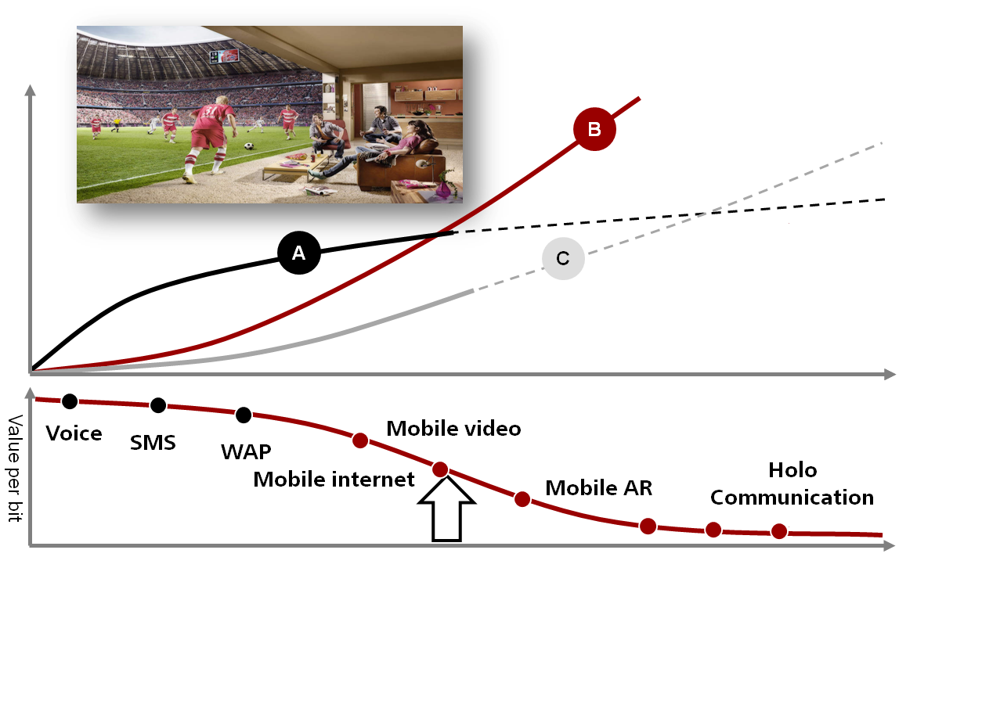 B
A
C
Value per bit
Voice
SMS
WAP
Mobile video
Mobile internet
Mobile AR
Holo
Communication